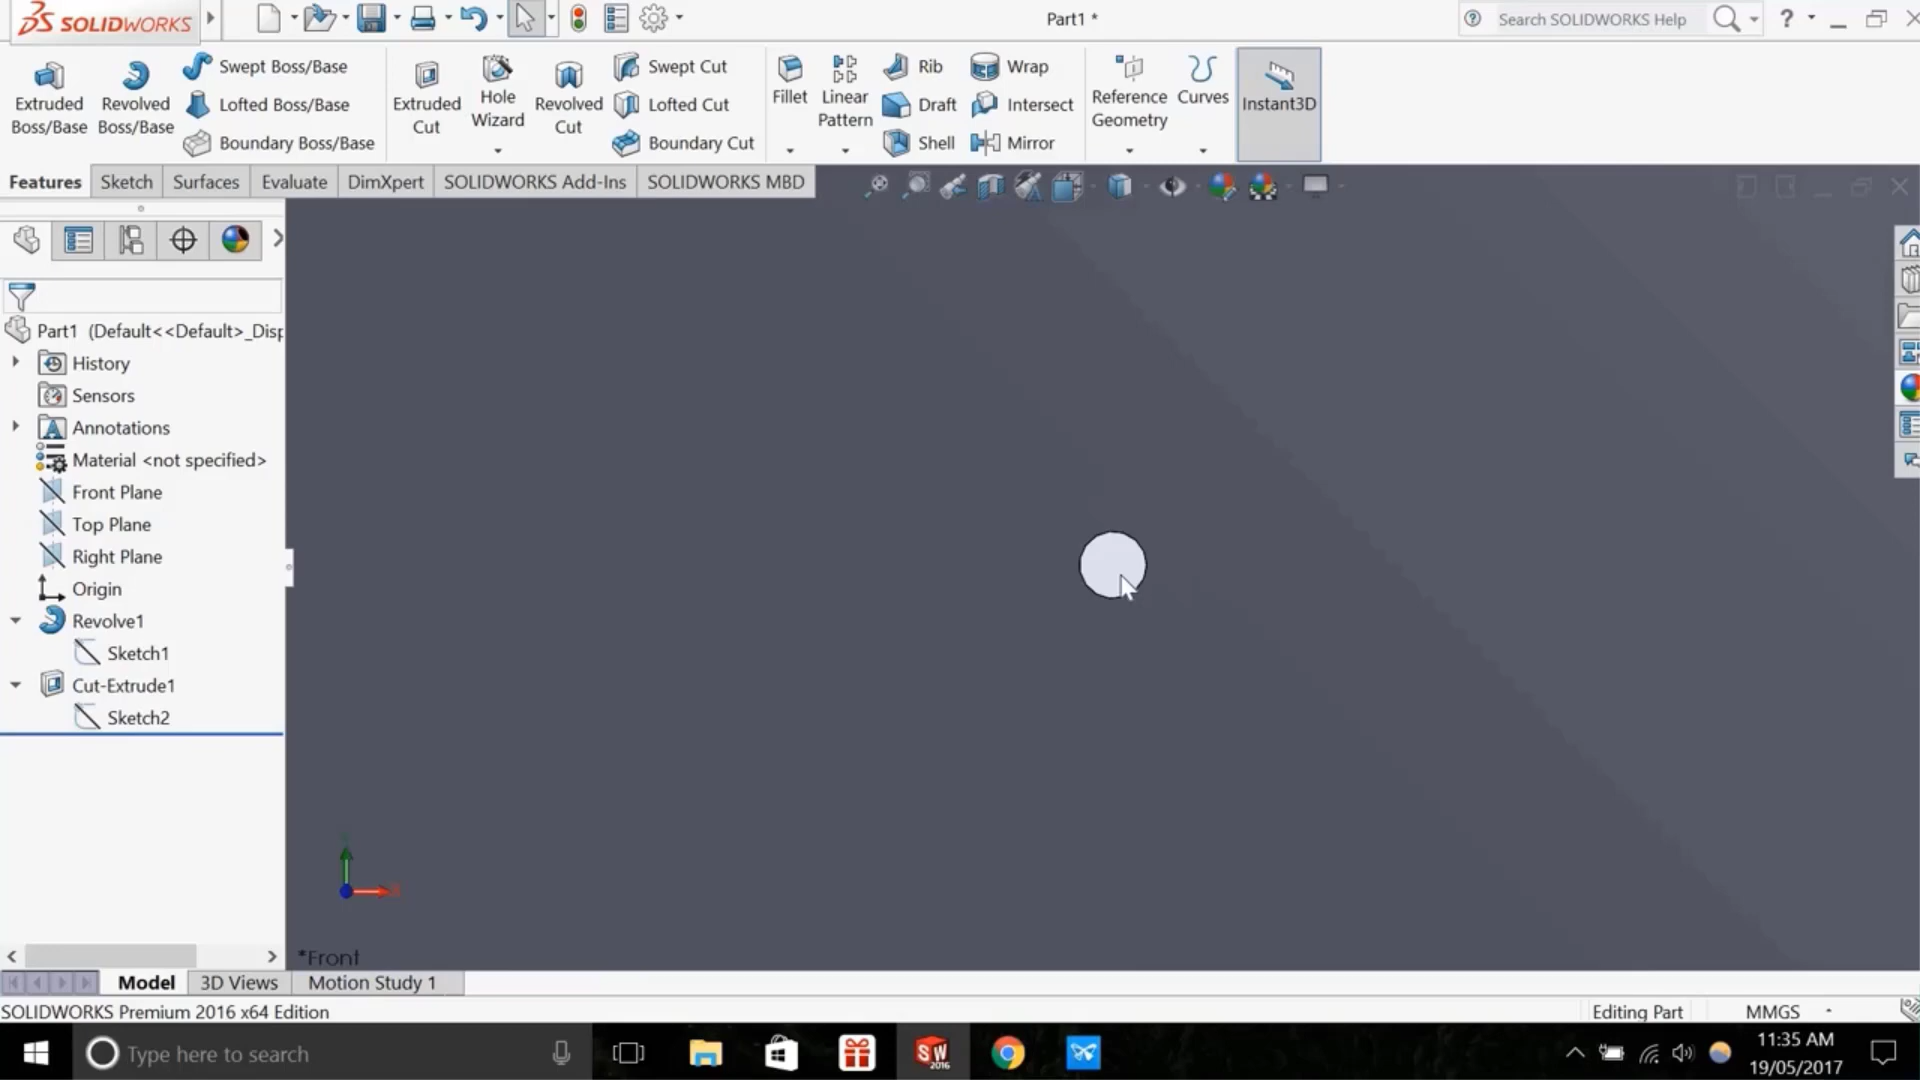 SOLIDWORKS
Part1 *
Search SOLIDWORKS Help
?
Extruded Boss/Base
Revolved Boss/Base
Swept Boss/Base
Lofted Boss/Base
Boundary Boss/Base
Extruded Cut
Hole Wizard
Revolved Cut
Swept Cut
Lofted Cut
Boundary Cut
Fillet
Linear Pattern
Rib
Draft
Shell
Wrap
Intersect
Mirror
Reference Geometry
Curves
Instant3D
Features
Sketch
Surfaces
Evaluate
DimXpert
SOLIDWORKS Add-Ins
SOLIDWORKS MBD
Part1 (Default<<Default>_Disp
History
Sensors
Annotations
Material <not specified>
Front Plane
Top Plane
Right Plane
Origin
Revolve1
Sketch1
Cut-Extrude1
Sketch2
*Front
Model
3D Views
Motion Study 1
SOLIDWORKS Premium 2016 x64 Edition
Editing Part
MMGS
Type here to search
SW
2016
11:35 AM
19/05/2017